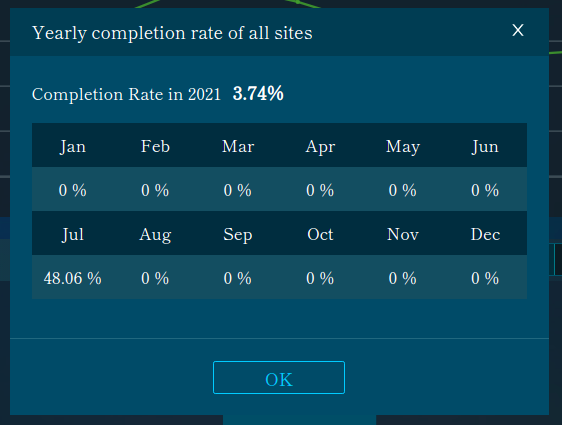 Yearly completion rate of all sites X
Completion Rate in 2021 3.74%
Jan Feb Mar Apr May Jun
0 % 0 % 0 % 0 % 0 % 0 %
Jul Aug Sep Oct Nov Dec
48.06 % 0 % 0 % 0 % 0 % 0 %
OK